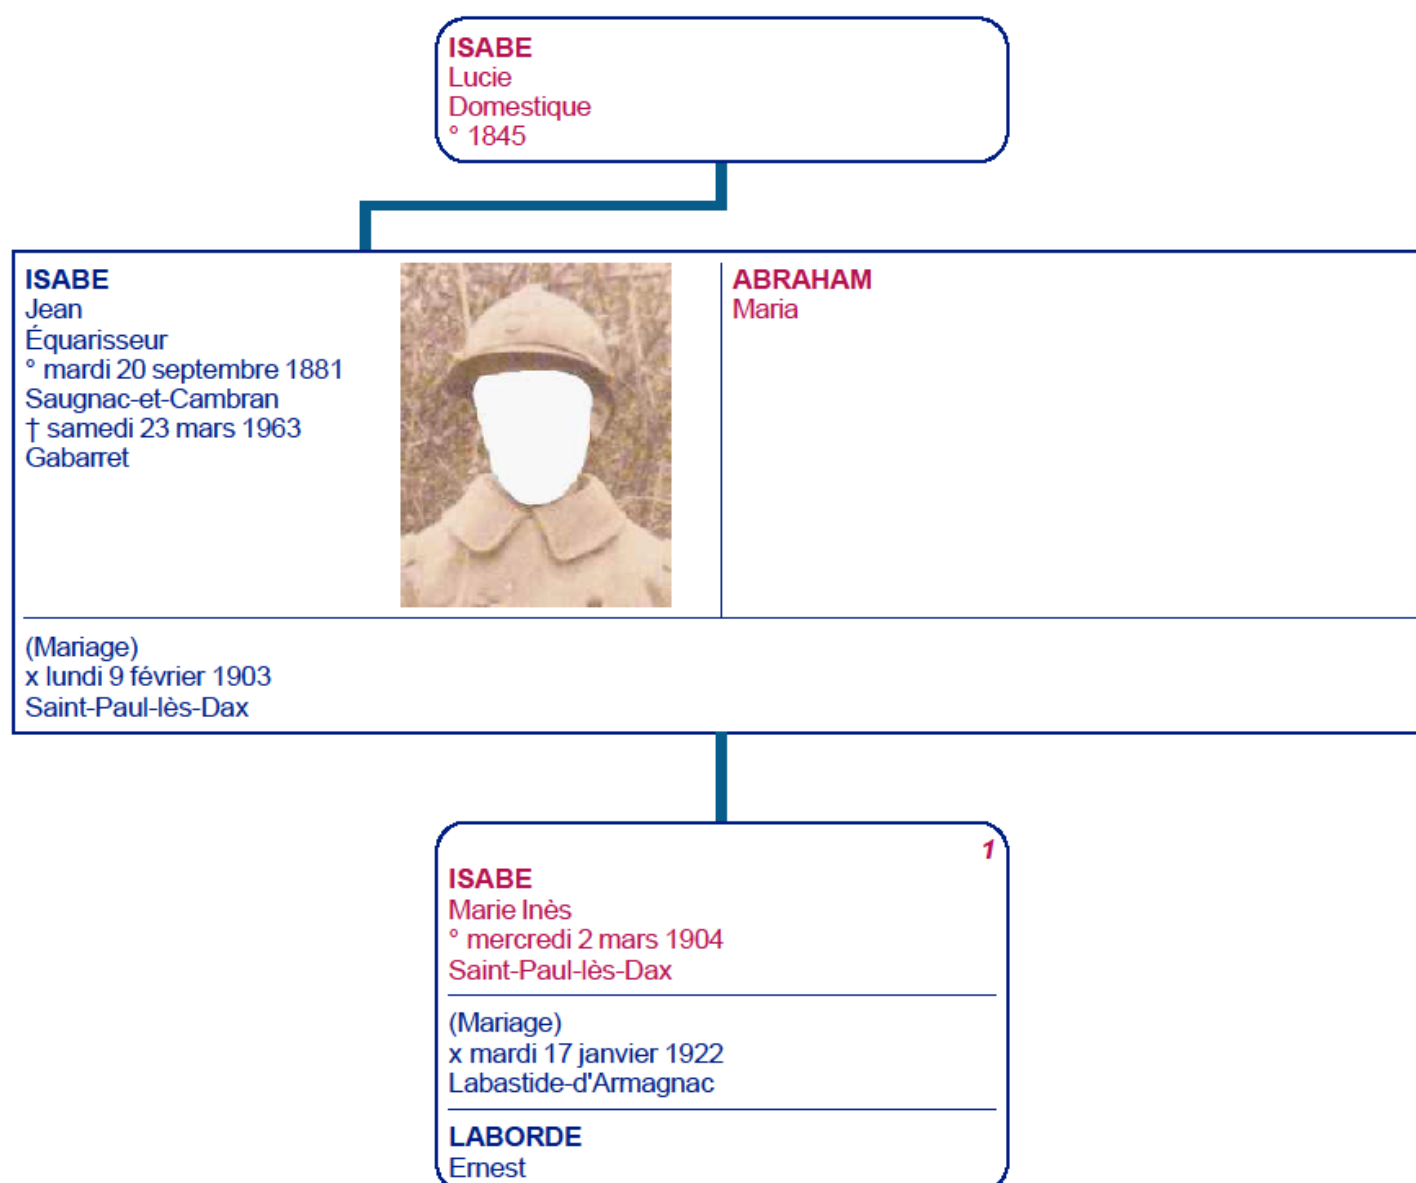 ISABE
Lucie
Domestique
° 1845
ISABE
Jean
Équarisseur
° mardi 20 septembre 1881
Saugnac-et-Cambran
† samedi 23 mars 1963
Gabarret
ABRAHAM
Maria
(Mariage)
x lundi 9 février 1903
Saint-Paul-lès-Dax
1
ISABE
Marie Inès
° mercredi 2 mars 1904
Saint-Paul-lès-Dax
(Mariage)
x mardi 17 janvier 1922
Labastide-d'Armagnac
LABORDE
Ernest